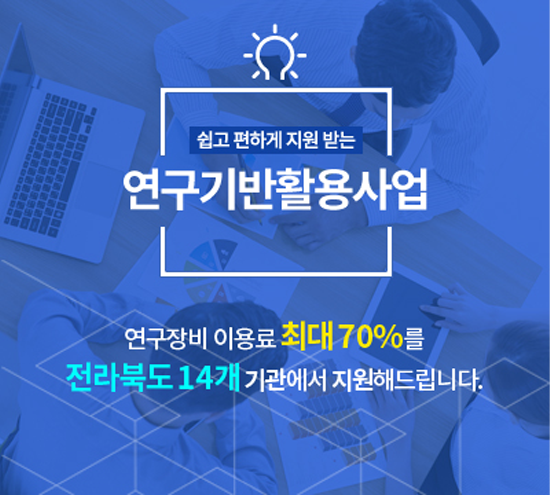 쉽고 편하게 지원 받는
연구기반활용사업
연구장비 이용료 최대 70%를
전라북도 14개 기관에서 지원해드립니다.